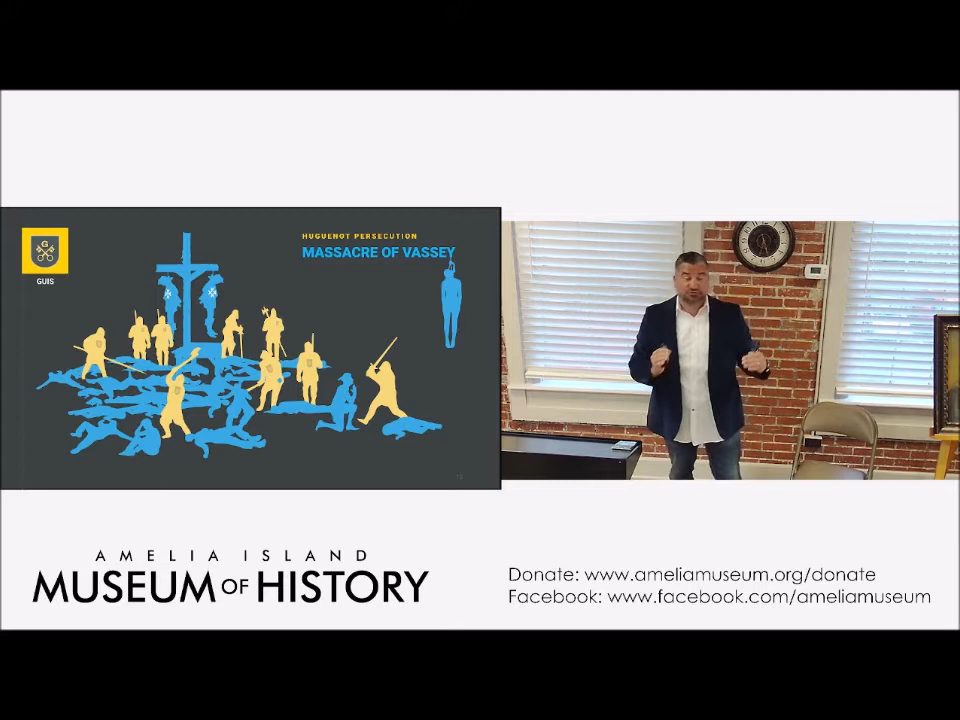 HUGUENOT PERSECUTION
MASSACRE OF VASSEY
G
GUIS
AMELIA ISLAND
MUSEUM OF HISTORY
Donate: www.ameliamuseum.org/donate
Facebook: www.facebook.com/ameliamuseum